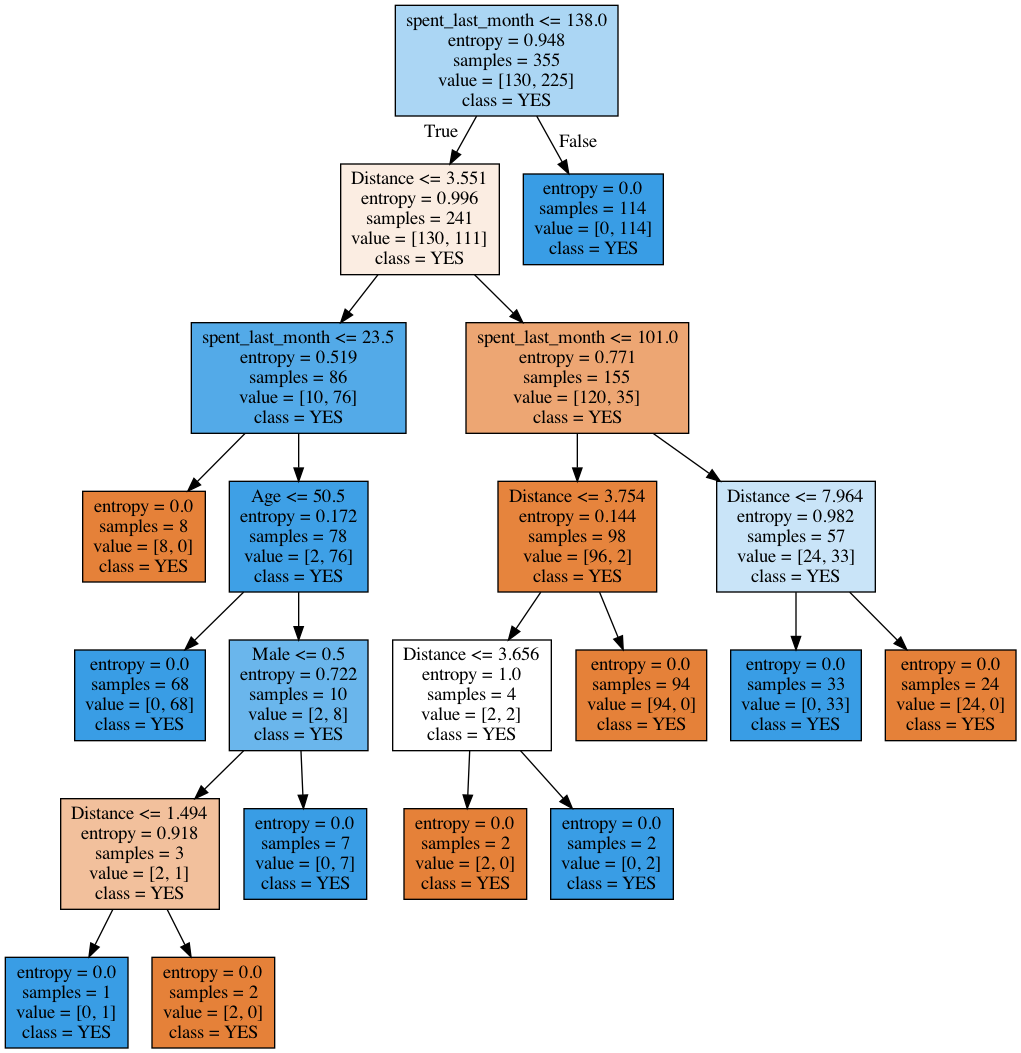 spent_last_month <= 138.0
entropy = 0.948
samples = 355
value = [130, 225]
class = YES
True
False
Distance <= 3.551
entropy = 0.996
samples = 241
value = [130, 111]
class = YES
entropy = 0.0
samples = 114
value = [0, 114]
class = YES
spent_last_month <= 23.5
entropy = 0.519
samples = 86
value = [10, 76]
class = YES
spent_last_month <= 101.0
entropy = 0.771
samples = 155
value = [120, 35]
class = YES
entropy = 0.0
samples = 8
value = [8, 0]
class = YES
Age <= 50.5
entropy = 0.172
samples = 78
value = [2, 76]
class = YES
Distance <= 3.754
entropy = 0.144
samples = 98
value = [96, 2]
class = YES
Distance <= 7.964
entropy = 0.982
samples = 57
value = [24, 33]
class = YES
entropy = 0.0
samples = 68
value = [0, 68]
class = YES
Male <= 0.5
entropy = 0.722
samples = 10
value = [2, 8]
class = YES
Distance <= 3.656
entropy = 1.0
samples = 4
value = [2, 2]
class = YES
entropy = 0.0
samples = 94
value = [94, 0]
class = YES
entropy = 0.0
samples = 33
value = [0, 33]
class = YES
entropy = 0.0
samples = 24
value = [24, 0]
class = YES
Distance <= 1.494
entropy = 0.918
samples = 3
value = [2, 1]
class = YES
entropy = 0.0
samples = 7
value = [0, 7]
class = YES
entropy = 0.0
samples = 2
value = [2, 0]
class = YES
entropy = 0.0
samples = 2
value = [0, 2]
class = YES
entropy = 0.0
samples = 1
value = [0, 1]
class = YES
entropy = 0.0
samples = 2
value = [2, 0]
class = YES